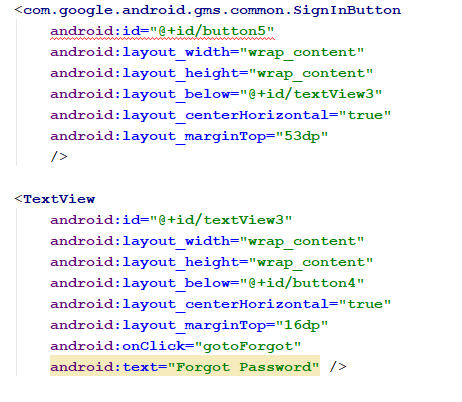 <com.google.android.gms.common.SignInButton
android:id="@+id/button5"
android:layout_width="wrap_content"
android:layout_height="wrap_content"
android:layout_below="@+id/textView3"
android:layout_centerHorizontal="true"
android:layout_marginTop="53dp"
/>
<TextView
android:id="@+id/textView3"
android:layout_width="wrap_content"
android:layout_height="wrap_content"
android:layout_below="@+id/button4"
android:layout_centerHorizontal="true"
android:layout_marginTop="16dp"
android:onClick="gotoForgot"
android:text="Forgot Password" />